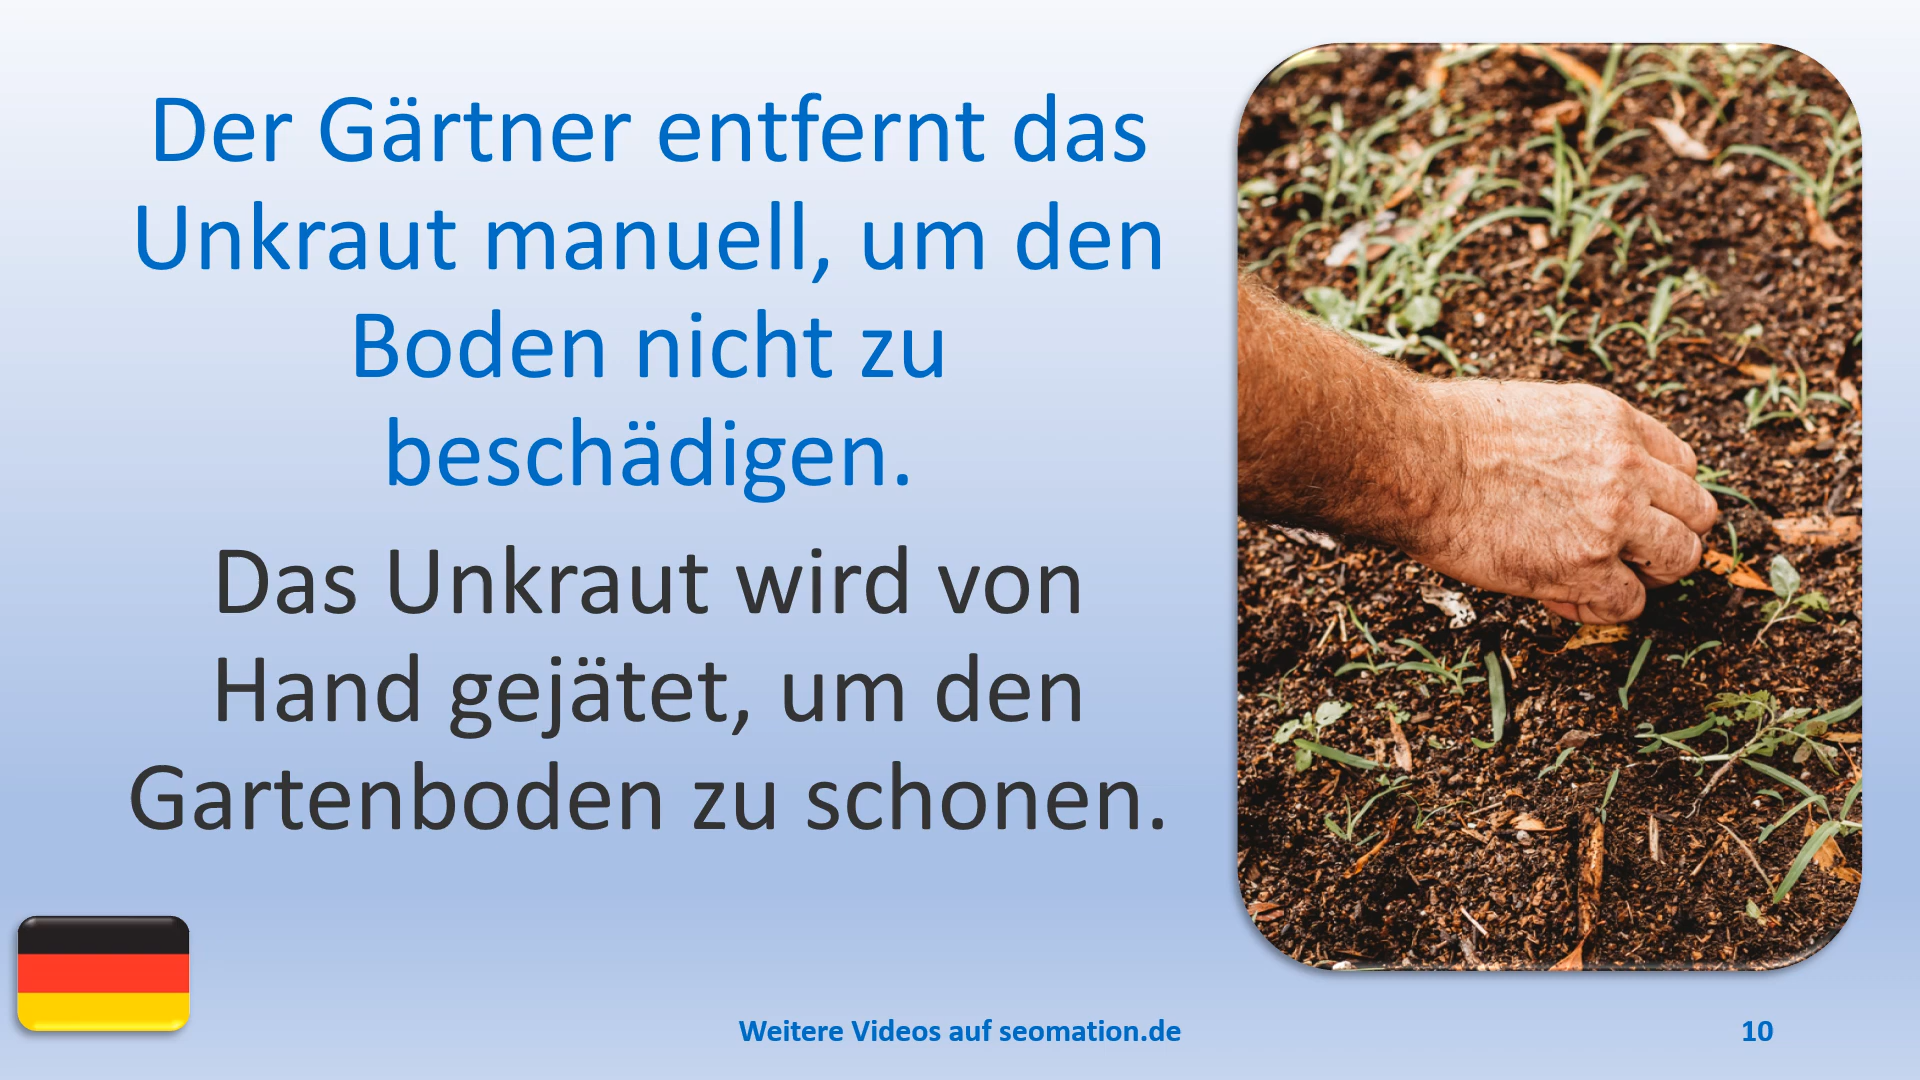 Der Gärtner entfernt das
Unkraut manuell, um den
Boden nicht zu
beschädigen.
Das Unkraut wird von
Hand gejätet, um den
Gartenboden zu schonen.
Weitere Videos auf seomation.de
10